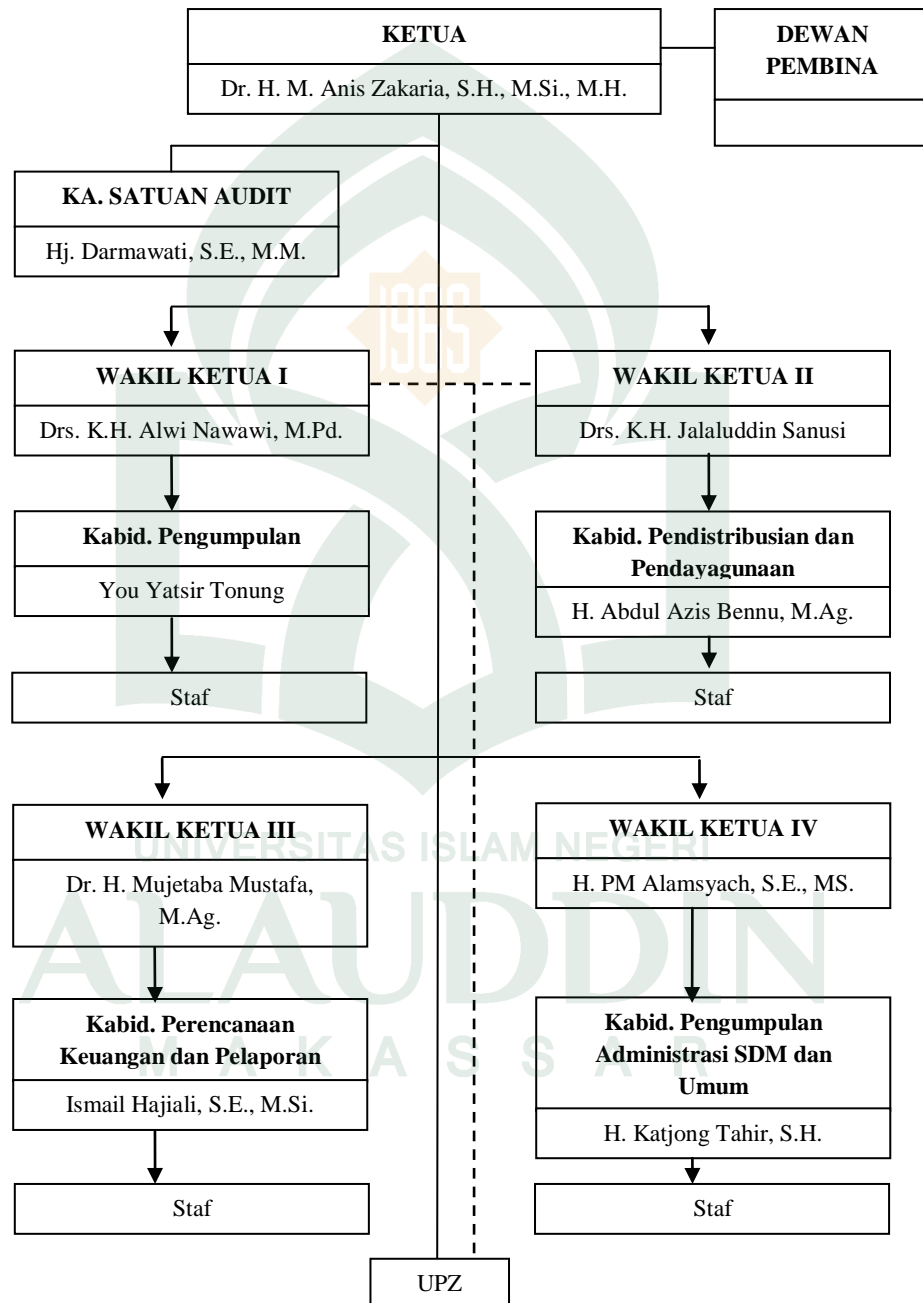 KETUA
Dr. H. M. Anis Zakaria, S.H., M.Si., M.H.
DEWAN
PEMBINA
KA. SATUAN AUDIT
Hj. Darmawati, S.E., M.M.
1965
WAKIL KETUA I
Drs. K.H. Alwi Nawawi, M.Pd.
WAKIL KETUA II
Drs. K.H. Jalaluddin Sanusi
Kabid. Pengumpulan
You Yatsir Tonung
Kabid. Pendistribusian dan
Pendayagunaan
H. Abdul Azis Bennu, M.Ag.
Staf
Staf
WAKIL KETUA III
Dr. H. Mujetaba Mustafa,
M.Ag.
WAKIL KETUA IV
H. PM Alamsyach, S.E., MS.
UNIVERSITAS ISLAM NEGERI
ALAUDDIN
MAKASSAR
Kabid. Perencanaan
Keuangan dan Pelaporan
Ismail Hajiali, S.E., M.Si.
Kabid. Pengumpulan
Administrasi SDM dan
Umum
H. Katjong Tahir, S.H.
Staf
Staf
UPZ